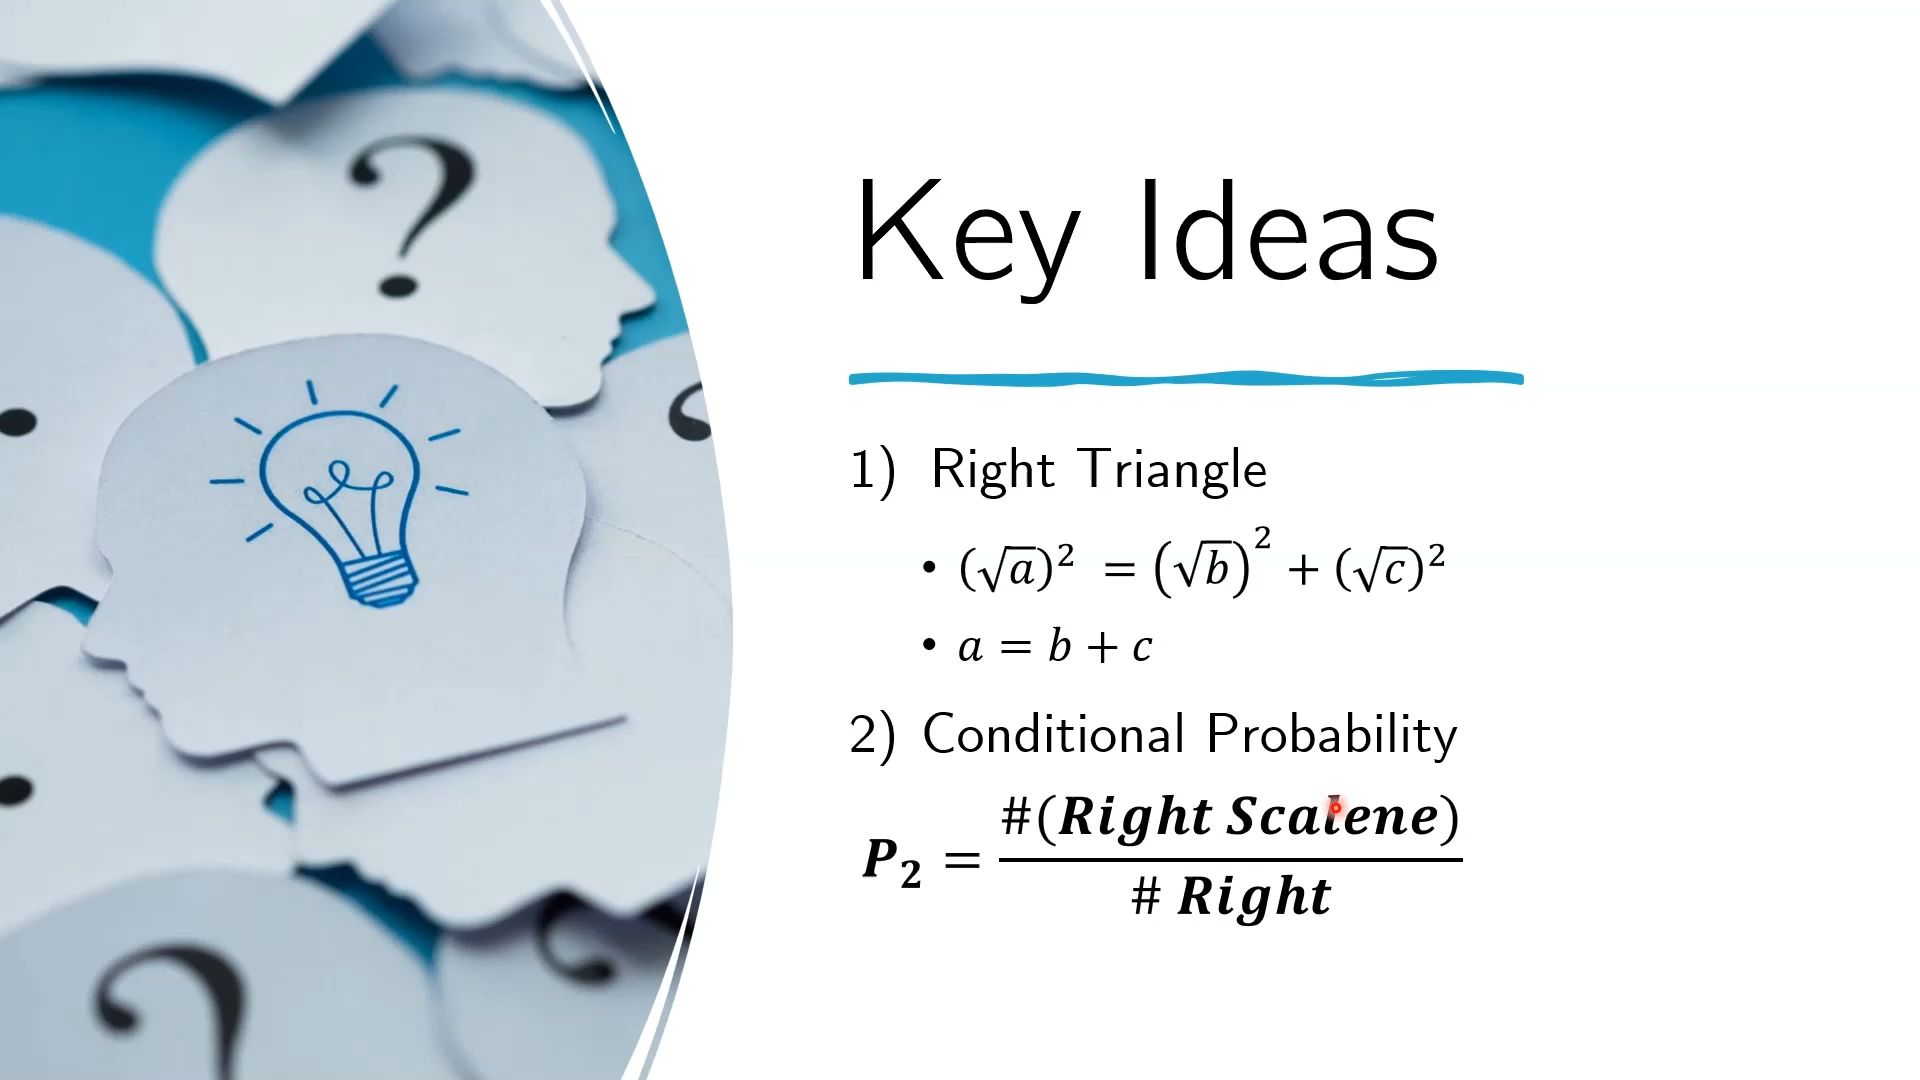 Key Ideas
1) Right Triangle
• (√a)² = (√b)² + (√c)²
• a = b + c
2) Conditional Probability
P₂ = #(Right Scalene) / # Right
?
?